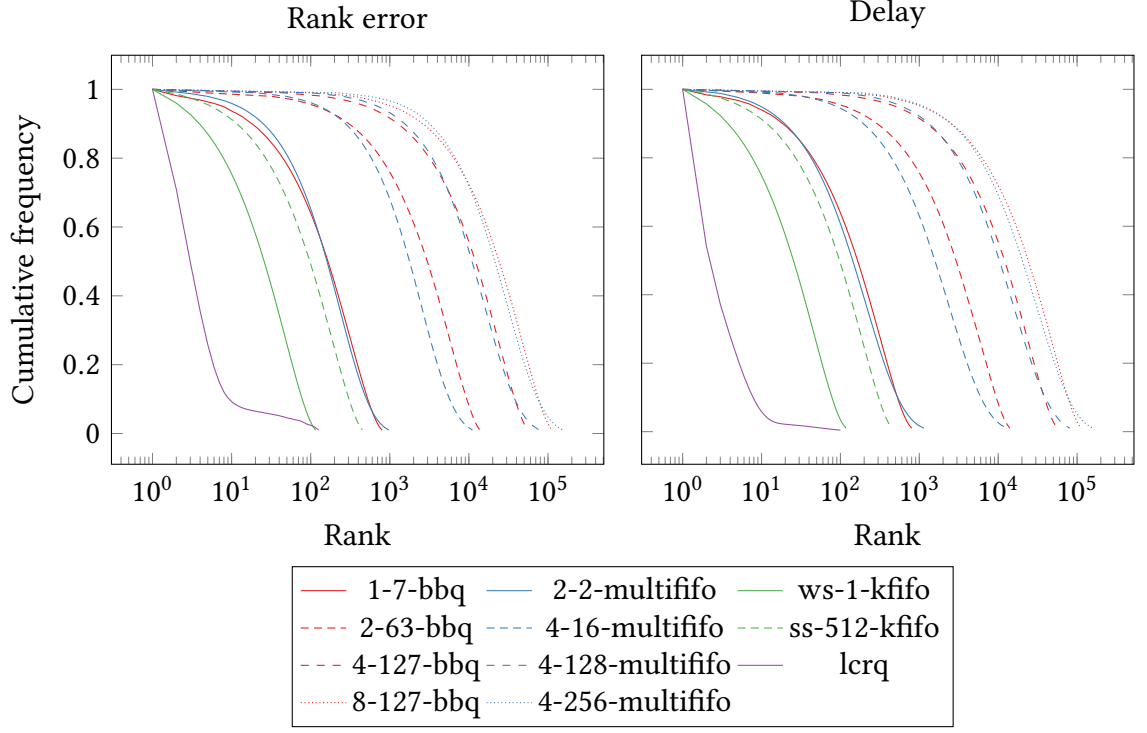 Rank error
Delay
Cumulative frequency
1
0.8
0.6
0.4
0.2
0
10^0 10^1 10^2 10^3 10^4 10^5
10^0 10^1 10^2 10^3 10^4 10^5
Rank
Rank
1-7-bbq 2-2-multififo ws-1-kfifo
2-63-bbq 4-16-multififo ss-512-kfifo
4-127-bbq 4-128-multififo lcrq
8-127-bbq 4-256-multififo